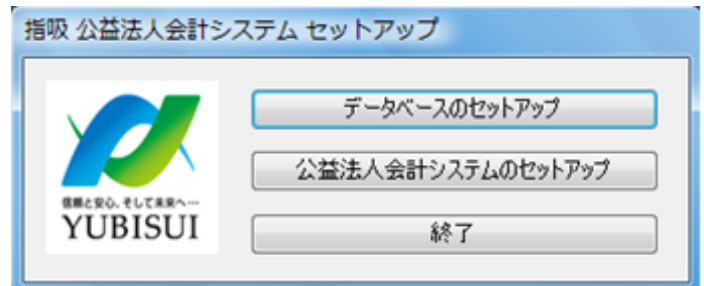 指吸 公益法人会計システム セットアップ
データベースのセットアップ
公益法人会計システムのセットアップ
終了
信頼と安心、そして未来へ…
YUBISUI